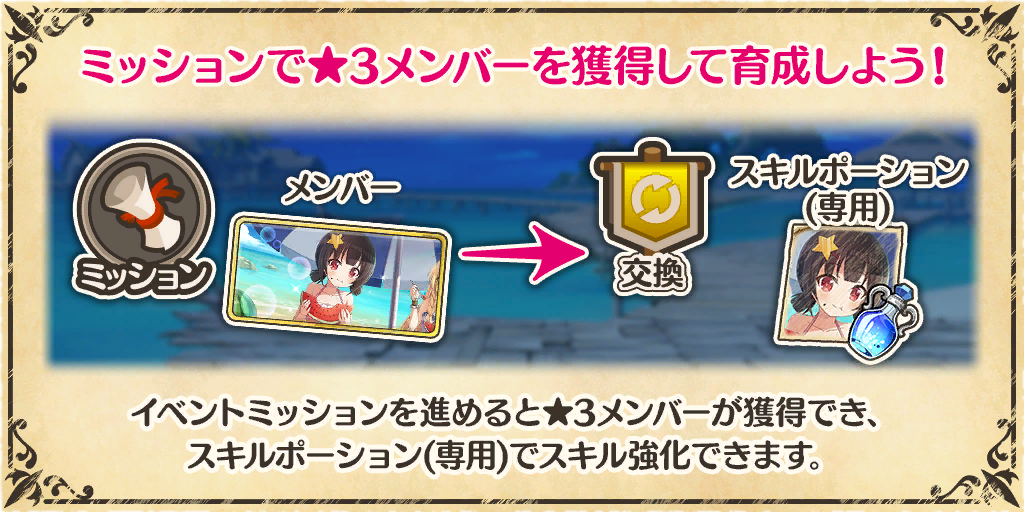 ミッションで★3メンバーを獲得して育成しよう!
ミッション
メンバー
交換
スキルポーション
(専用)
イベントミッションを進めると★3メンバーが獲得でき、
スキルポーション(専用)でスキル強化できます。